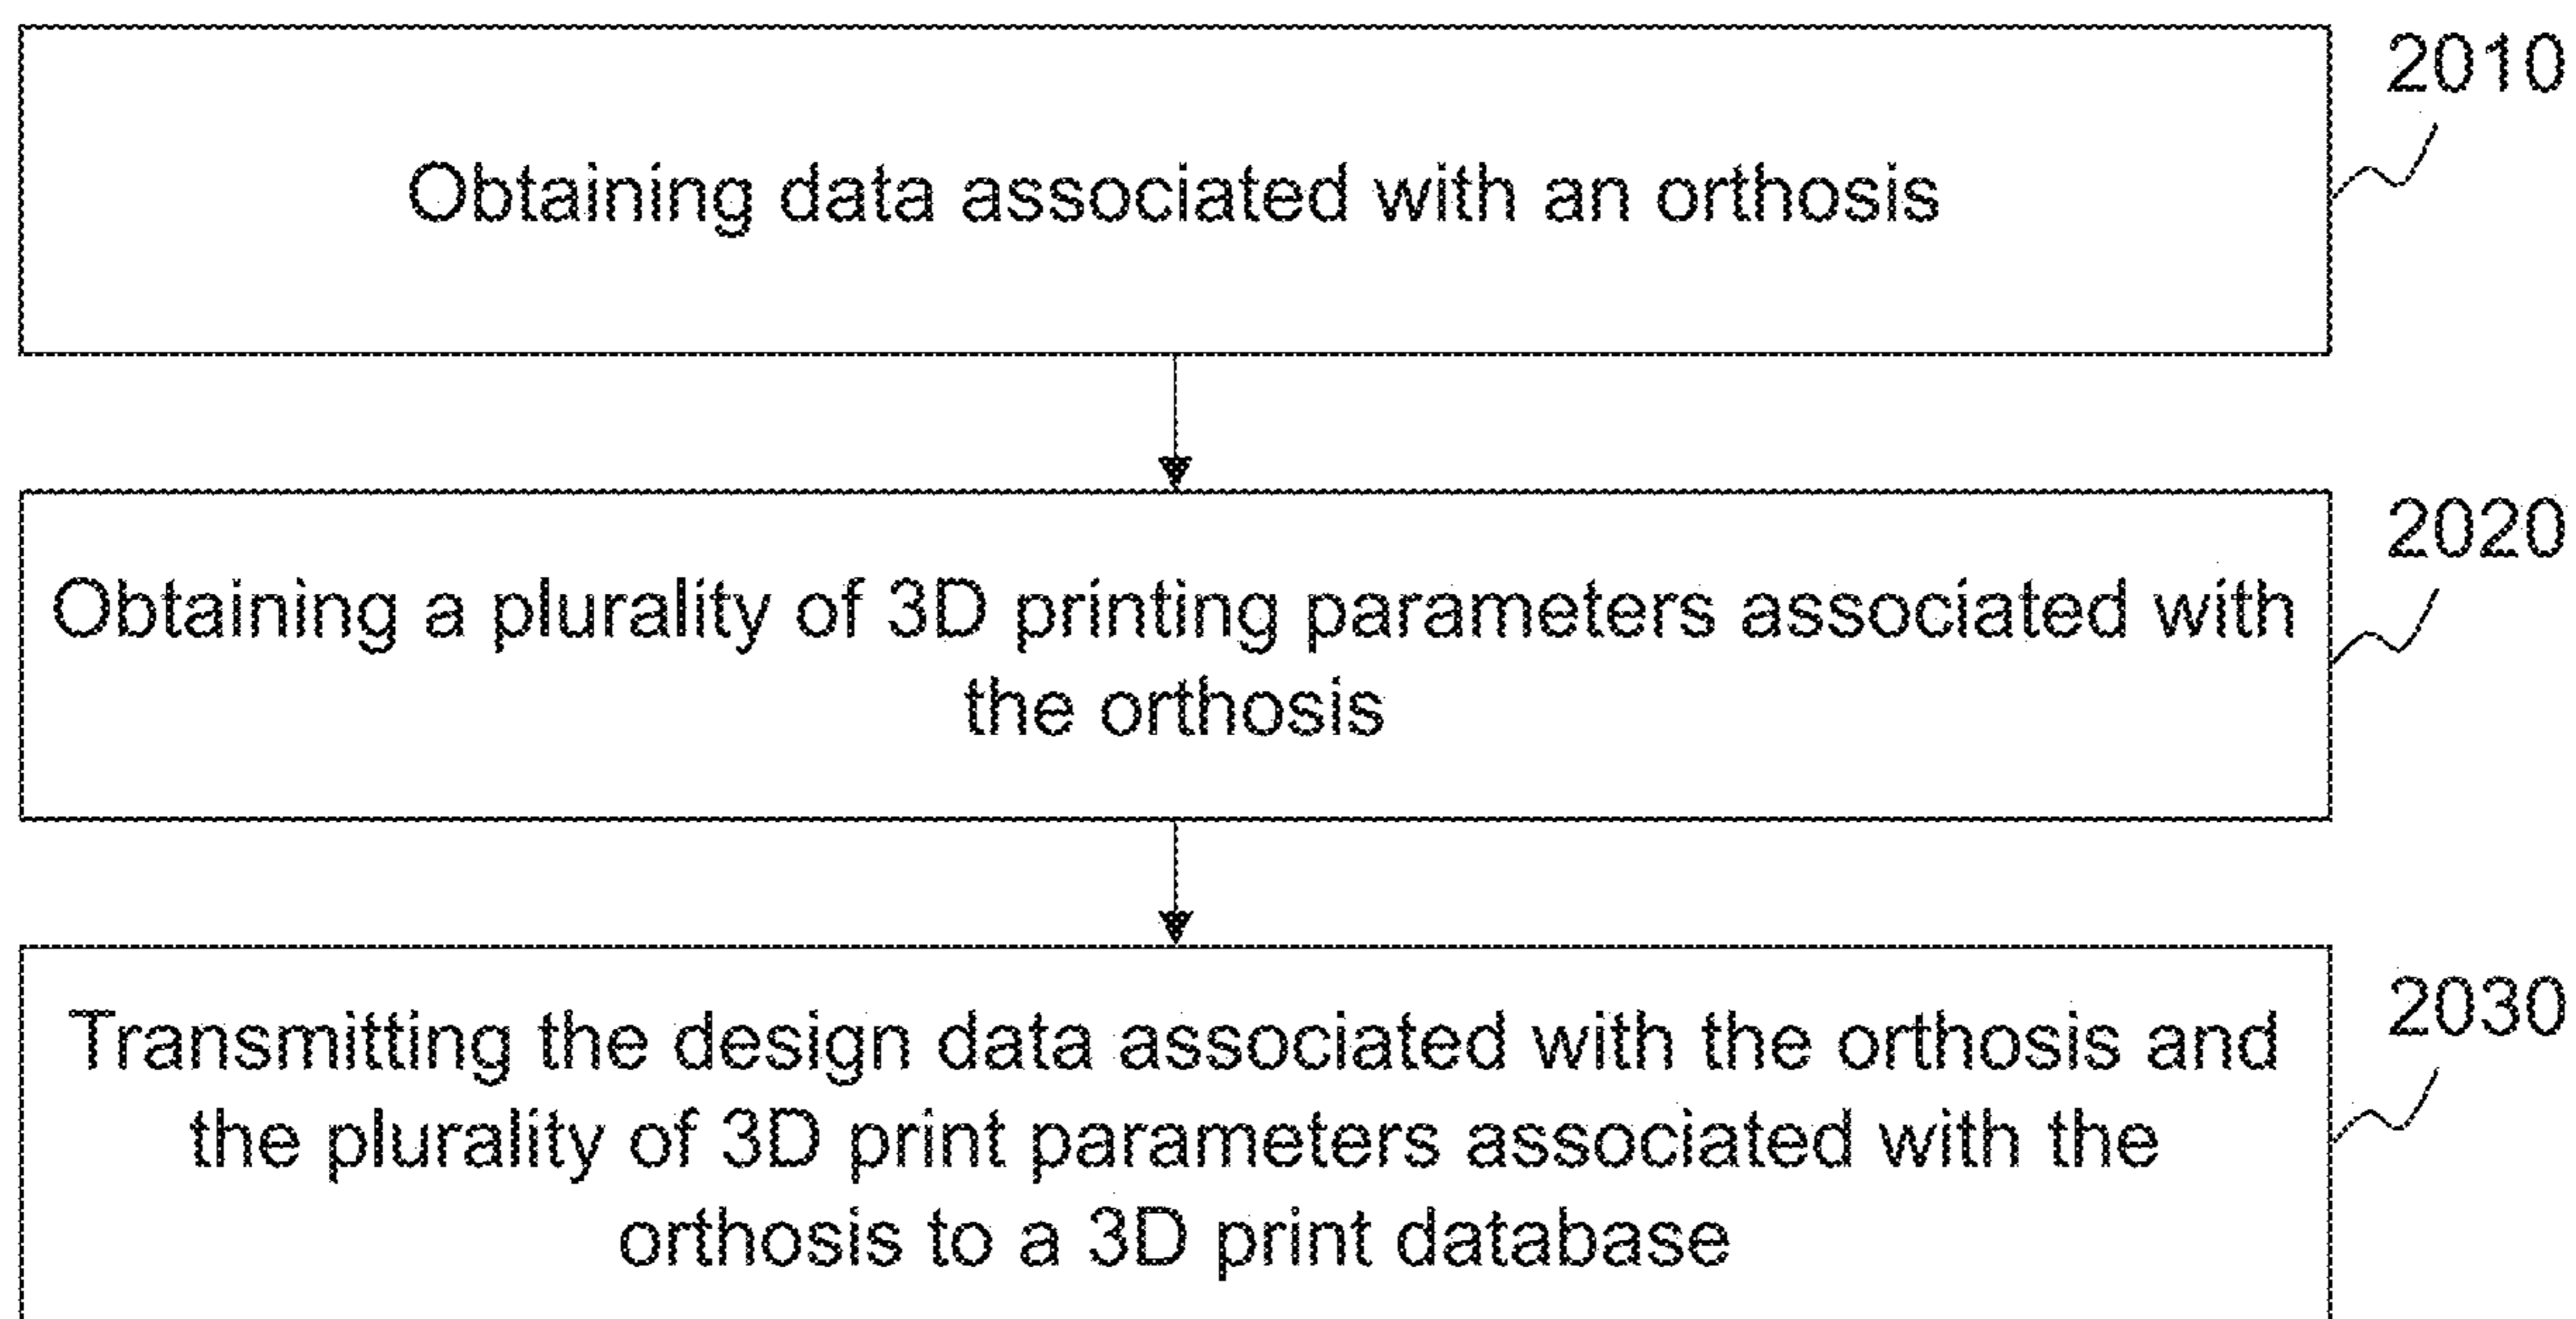 2010
Obtaining data associated with an orthosis
2020
Obtaining a plurality of 3D printing parameters associated with
the orthosis
2030
Transmitting the design data associated with the orthosis and
the plurality of 3D print parameters associated with the
orthosis to a 3D print database